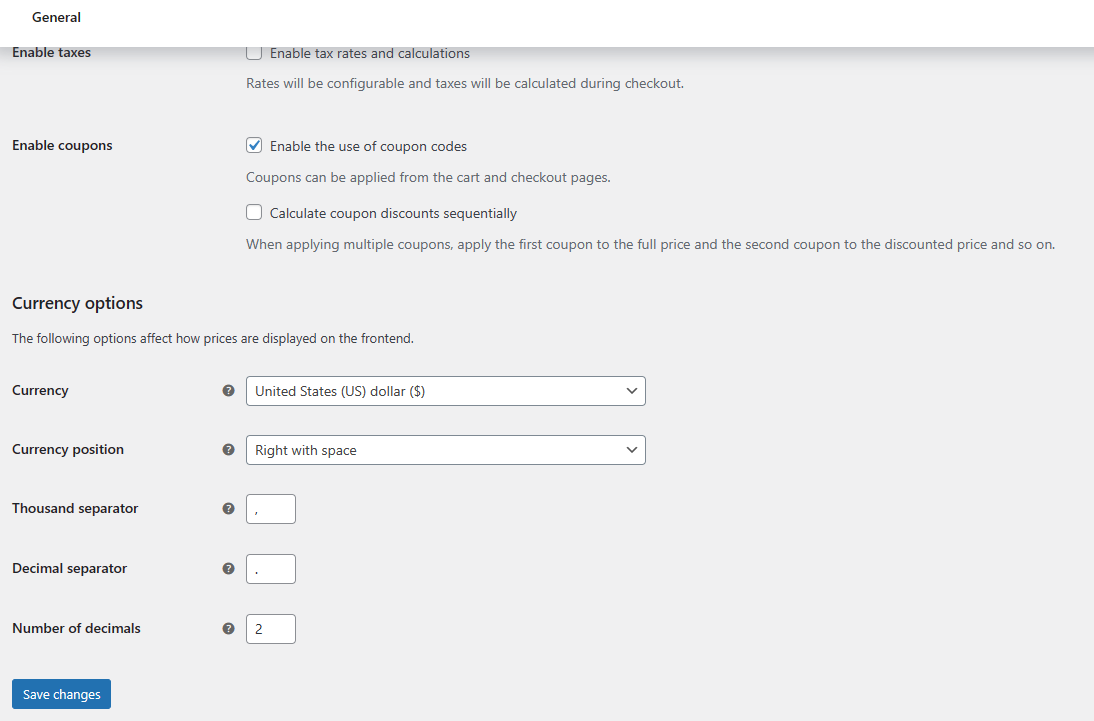 General
Enable taxes
Enable tax rates and calculations
Rates will be configurable and taxes will be calculated during checkout.
Enable coupons
Enable the use of coupon codes
Coupons can be applied from the cart and checkout pages.
Calculate coupon discounts sequentially
When applying multiple coupons, apply the first coupon to the full price and the second coupon to the discounted price and so on.
Currency options
The following options affect how prices are displayed on the frontend.
Currency ? United States (US) dollar ($)
Currency position ? Right with space
Thousand separator ? ,
Decimal separator ? .
Number of decimals ? 2
Save changes